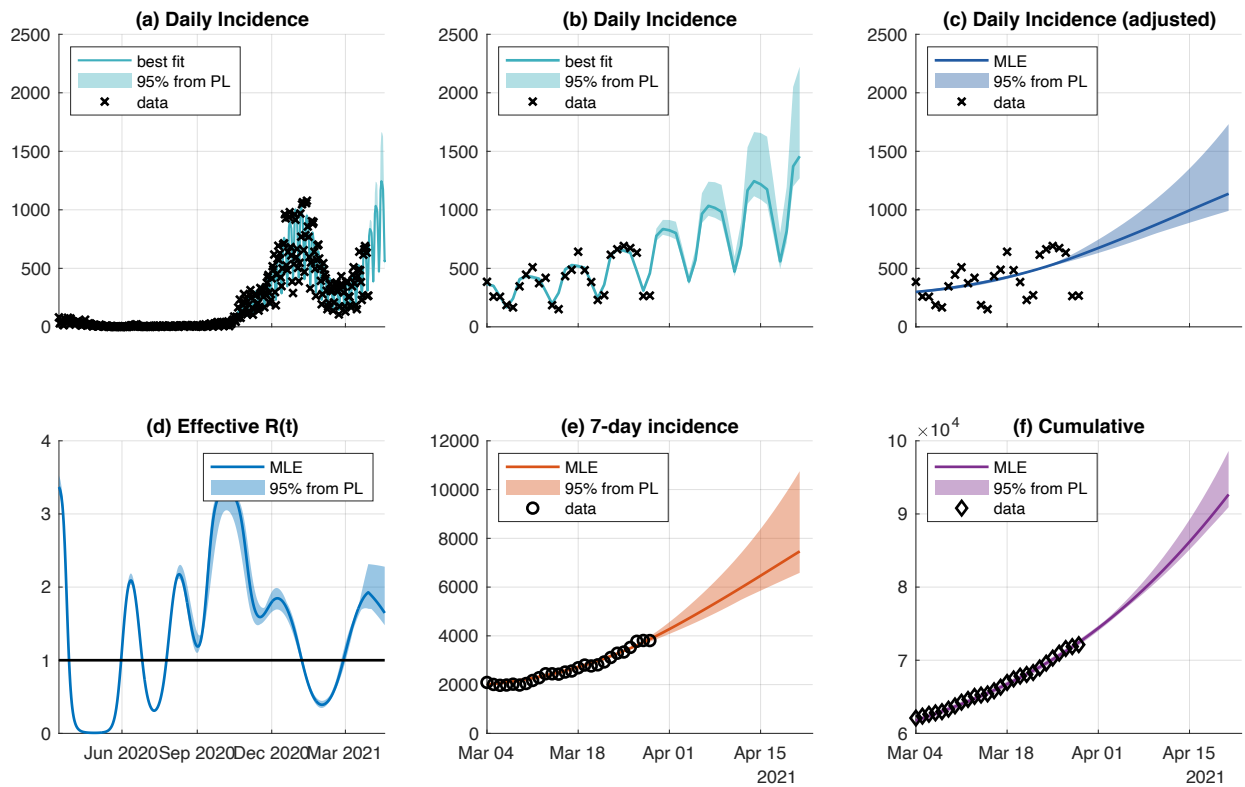 (a) Daily Incidence
2500
2000
1500
1000
500
0
best fit
95% from PL
data
(b) Daily Incidence
2500
2000
1500
1000
500
0
best fit
95% from PL
data
(c) Daily Incidence (adjusted)
2500
2000
1500
1000
500
0
MLE
95% from PL
data
(d) Effective R(t)
4
3
2
1
0
MLE
95% from PL
Jun 2020 Sep 2020 Dec 2020 Mar 2021
(e) 7-day incidence
12000
10000
8000
6000
4000
2000
0
MLE
95% from PL
data
Mar 04 Mar 18 Apr 01 Apr 15
2021
(f) Cumulative
×10⁴
10
9
8
7
6
MLE
95% from PL
data
Mar 04 Mar 18 Apr 01 Apr 15
2021